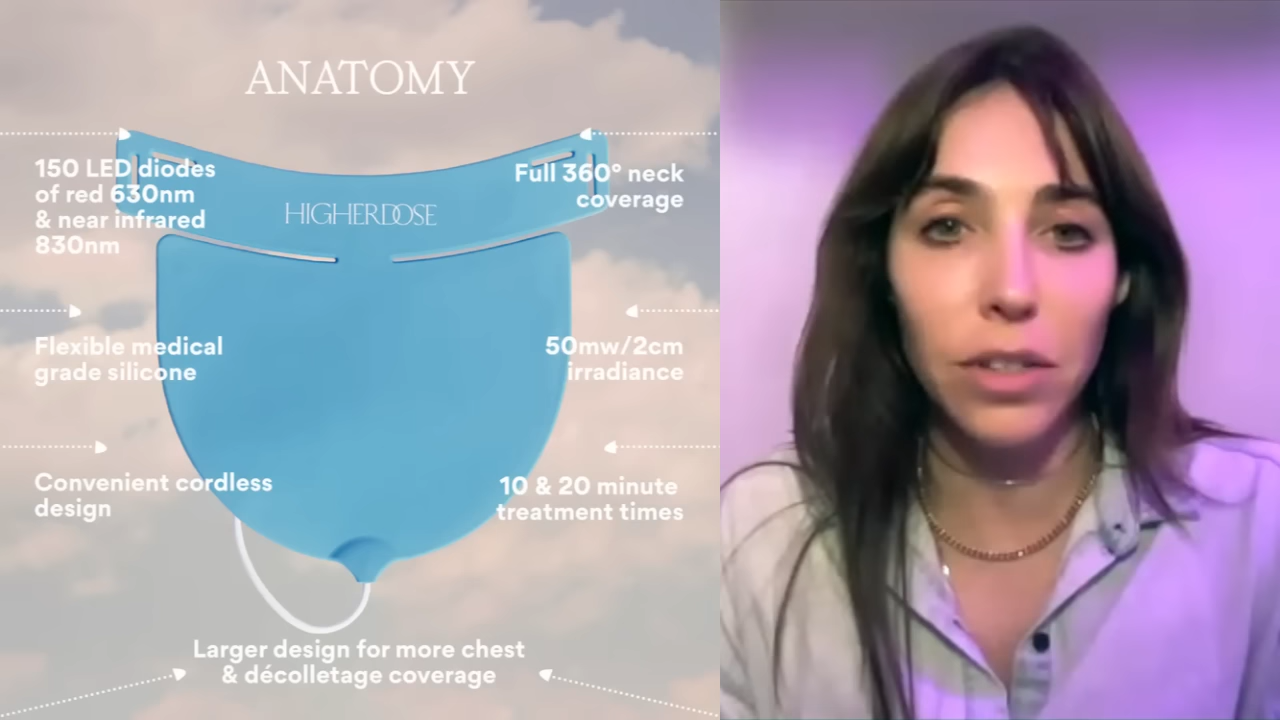 ANATOMY
150 LED diodes
of red 630nm
& near infrared
830nm
Full 360° neck
coverage
HIGHERDOSE
Flexible medical
grade silicone
50mw/2cm
irradiance
Convenient cordless
design
10 & 20 minute
treatment times
Larger design for more chest
& décolletage coverage